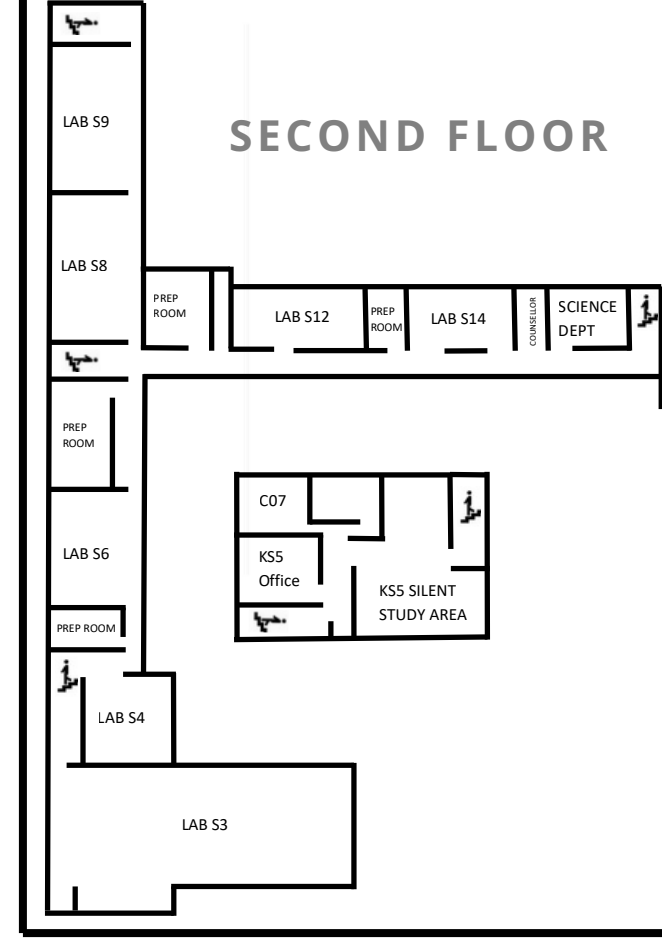 SECOND FLOOR
LAB S9
LAB S8
PREP
ROOM
LAB S12
PREP
ROOM
LAB S14
COUNSELLOR
SCIENCE
DEPT
PREP
ROOM
LAB S6
PREP ROOM
LAB S4
LAB S3
C07
KS5
Office
KS5 SILENT
STUDY AREA